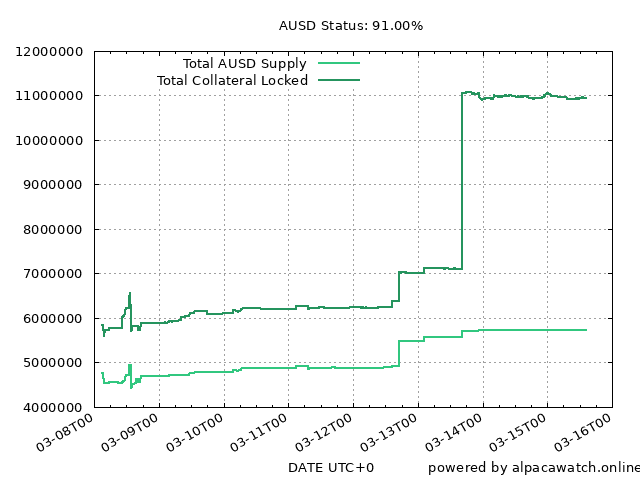 AUSD Status: 91.00%
Total AUSD Supply
Total Collateral Locked
12000000
11000000
10000000
9000000
8000000
7000000
6000000
5000000
4000000
03-08T00
03-09T00
03-10T00
03-11T00
03-12T00
03-13T00
03-14T00
03-15T00
03-16T00
DATE UTC+0
powered by alpacawatch.online